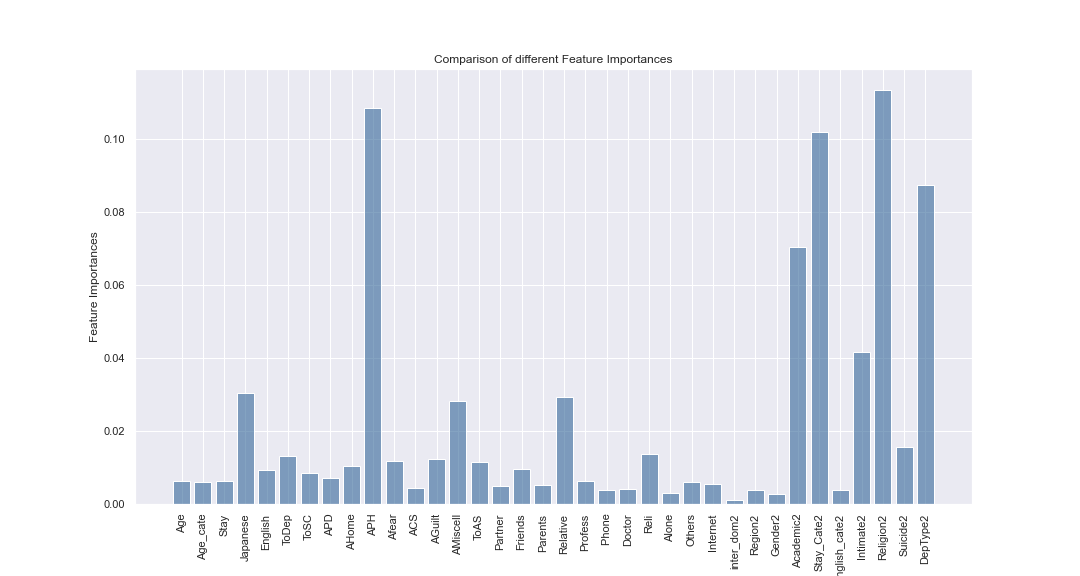 Comparison of different Feature Importances
Feature Importances
0.10
0.08
0.06
0.04
0.02
0.00
Age
Age_cate
Stay
Japanese
English
ToDep
ToSC
APD
AHome
APH
Afear
ACS
AGuilt
AMiscell
ToAS
Partner
Friends
Parents
Relative
Profess
Phone
Doctor
Reli
Alone
Others
Internet
inter_dom2
Region2
Gender2
Academic2
Stay_Cate2
nglish_cate2
Intimate2
Religion2
Suicide2
DepType2